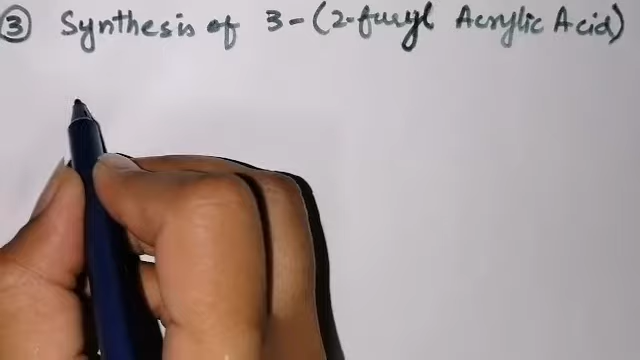 ③ Synthesis of 3-(2-furyl Acrylic Acid)